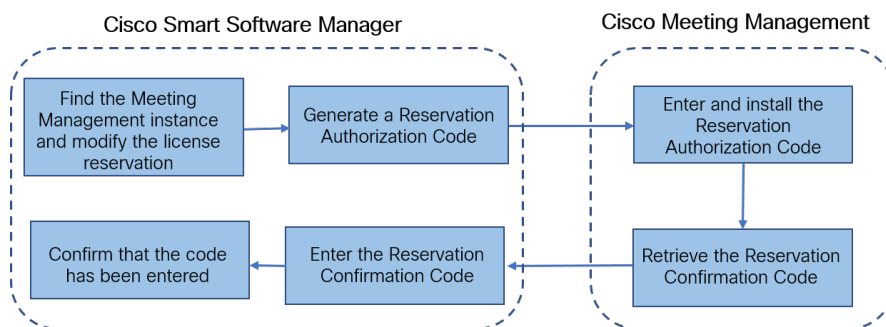 Cisco Smart Software Manager
Cisco Meeting Management
Find the Meeting
Management instance
and modify the license
reservation
Generate a Reservation
Authorization Code
Enter and install the
Reservation
Authorization Code
Confirm that the code
has been entered
Enter the Reservation
Confirmation Code
Retrieve the Reservation
Confirmation Code